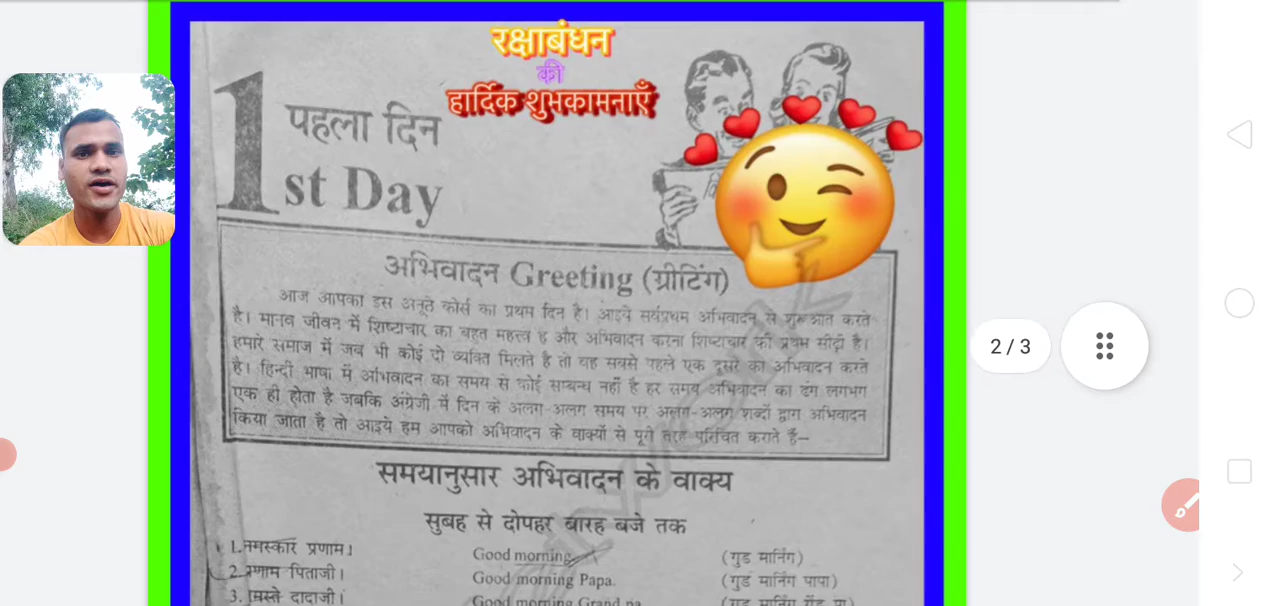 रक्षाबंधन
की
हार्दिक शुभकामनाएँ
1 पहला दिन
st Day
अभिवादन Greeting (ग्रीटिंग)
आज आपका इस अनूठे कोर्स का प्रथम दिन है। आइये सर्वप्रथम अभिवादन से शुरूआत करते
है। मानव जीवन में शिष्टाचार का बहुत महत्त्व ह और अभिवादन करना शिष्टाचार की प्रथम सीढ़ी है।
हमारे समाज में जब भी कोई दो व्यक्ति मिलते है तो वह सबसे पहले एक दूसरे का अभिवादन करते
है। हिन्दी भाषा में अभिवादन का समय से कोई सम्बन्ध नहीं है हर समय अभिवादन का ढंग लगभग
एक ही होता है जबकि अंग्रेजी में दिन के अलग-अलग समय पर अलग-अलग शब्दों द्वारा अभिवादन
किया जाता है तो आइये हम आपको अभिवादन के वाक्यों से पूरी तरह परिचित कराते हैं–
समयानुसार अभिवादन के वाक्य
सुबह से दोपहर बारह बजे तक
1. नमस्कार प्रणाम। Good morning. (गुड मार्निंग)
2. प्रणाम पिताजी। Good morning Papa. (गुड मार्निंग पापा)
3. नमस्ते दादाजी। Good morning Grand pa (गुड मार्निंग ग्रेंड पा)
2 / 3